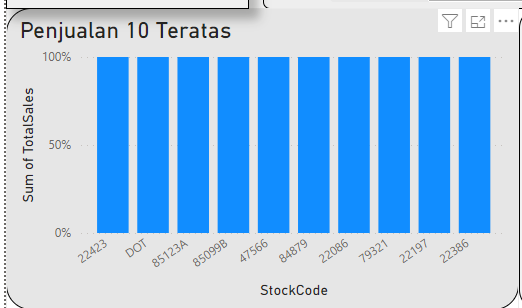 Penjualan 10 Teratas
100%
50%
0%
Sum of TotalSales
22423
DOT
85123A
85099B
47566
84879
22086
79321
22197
22386
StockCode